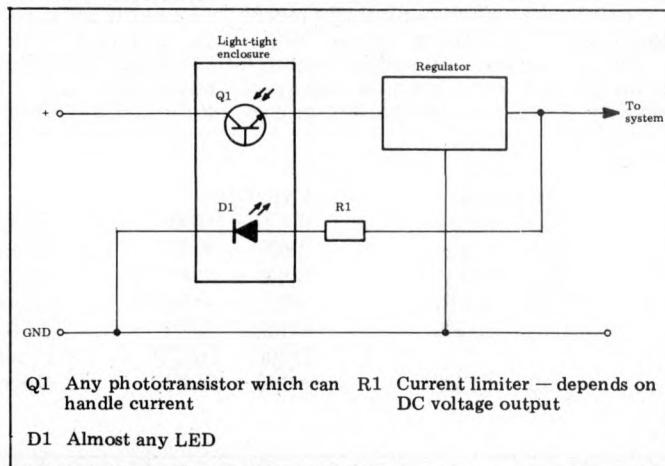 Light-tight
enclosure
Regulator
Q1
+
To
system
D1
R1
GND
Q1 Any phototransistor which can
handle current
R1 Current limiter — depends on
DC voltage output
D1 Almost any LED